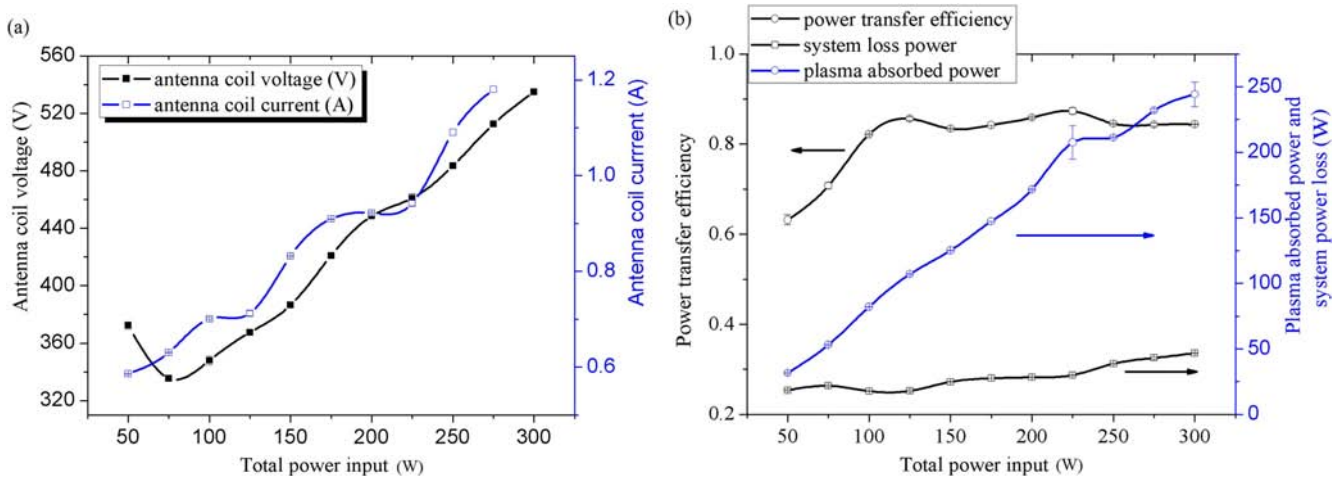 (a)
antenna coil voltage (V)
antenna coil current (A)
Antenna coil voltage (V)
560
520
480
440
400
360
320
Antenna coil currrent (A)
1.2
1.0
0.8
0.6
50 100 150 200 250 300
Total power input (W)
(b)
power transfer efficiency
system loss power
plasma absorbed power
Power transfer efficiency
1.0
0.8
0.6
0.4
0.2
Plasma absorbed power and
system power loss (W)
250
200
150
100
50
0
50 100 150 200 250 300
Total power input (W)